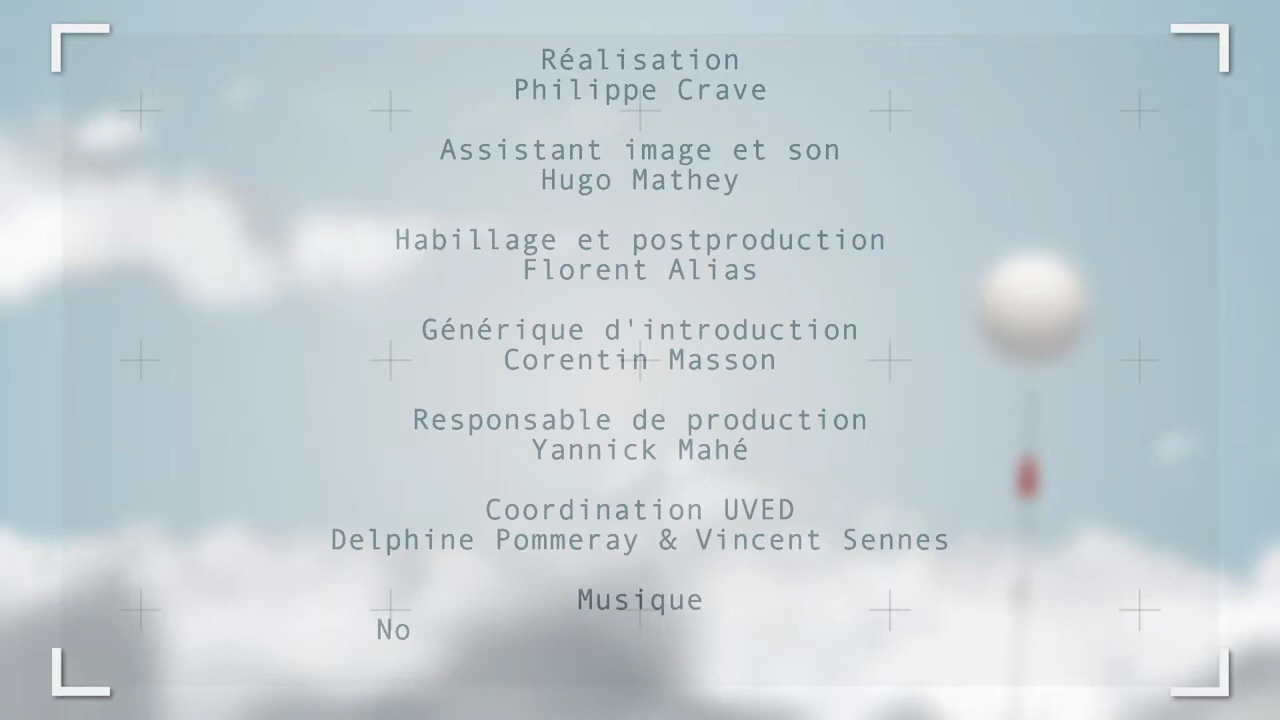 Réalisation
Philippe Crave
Assistant image et son
Hugo Mathey
Habillage et postproduction
Florent Alias
Générique d'introduction
Corentin Masson
Responsable de production
Yannick Mahé
Coordination UVED
Delphine Pommeray & Vincent Sennes
Musique
No